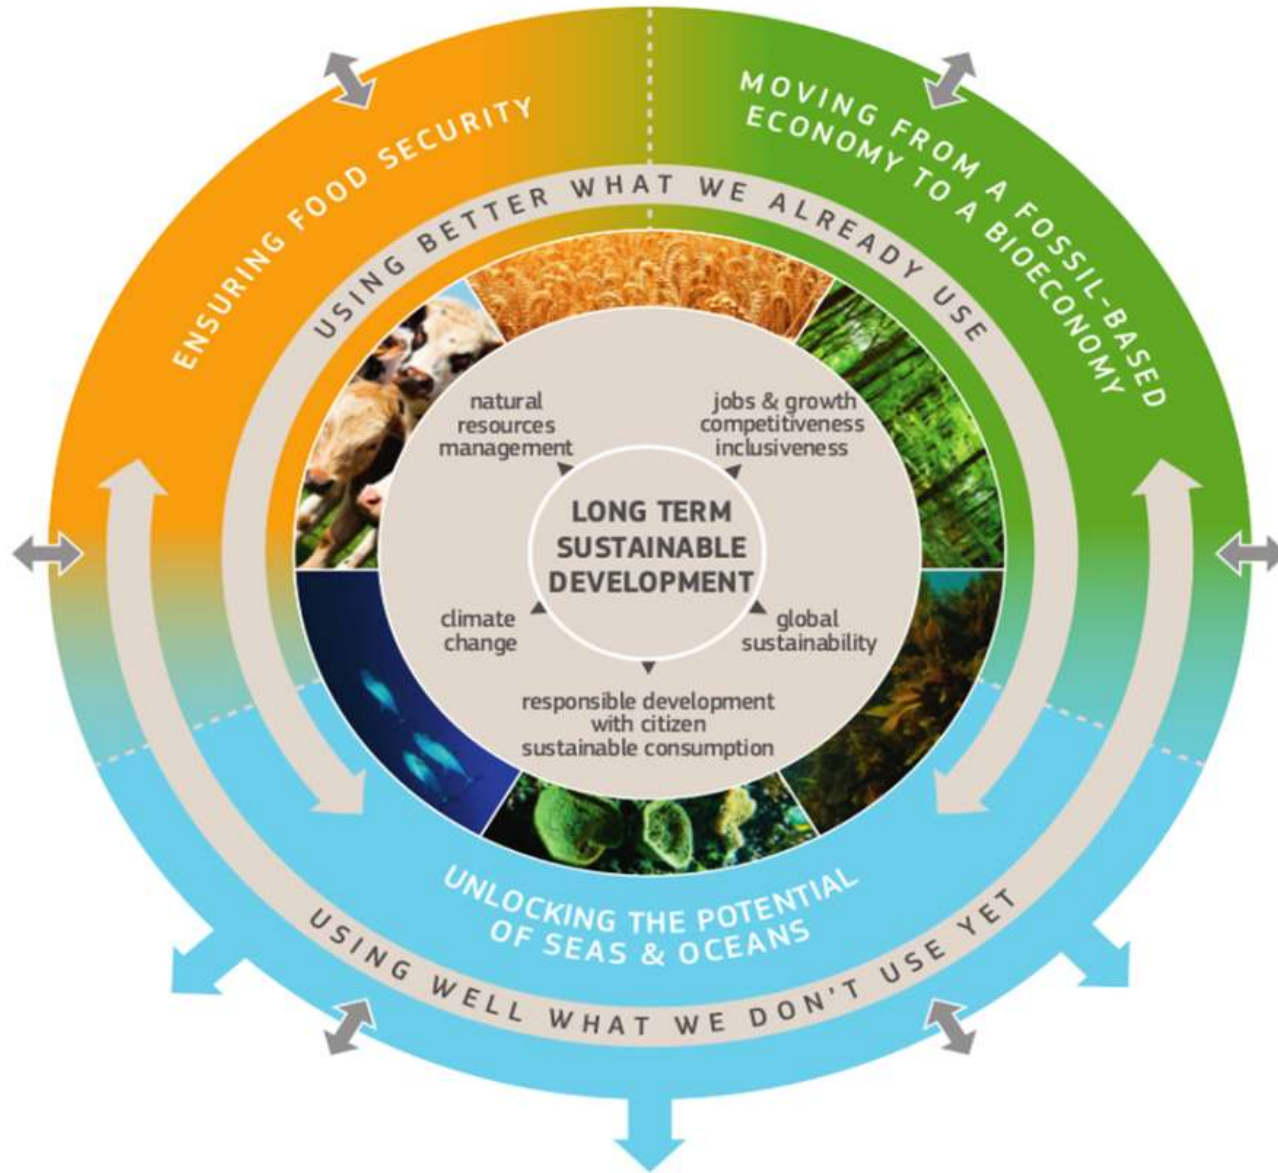 ENSURING FOOD SECURITY
MOVING FROM A FOSSIL-BASED
ECONOMY TO A BIOECONOMY
USING BETTER WHAT WE ALREADY USE
natural
resources
management
jobs & growth
competitiveness
inclusiveness
LONG TERM
SUSTAINABLE
DEVELOPMENT
climate
change
global
sustainability
responsible development
with citizen
sustainable consumption
UNLOCKING THE POTENTIAL
OF SEAS & OCEANS
USING WELL WHAT WE DON'T USE YET